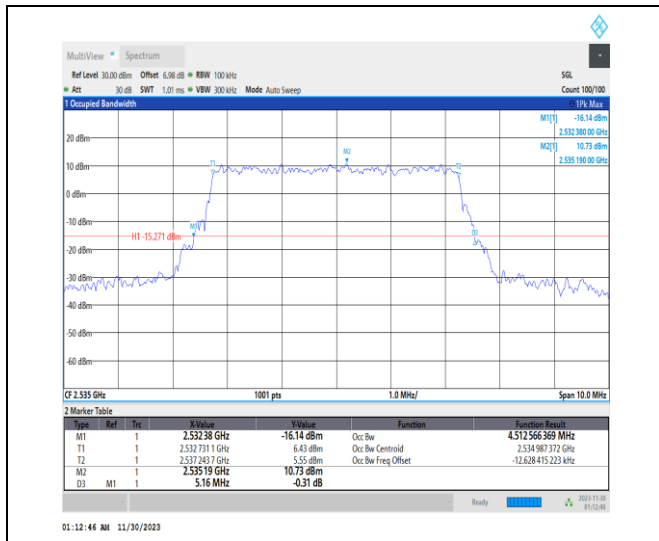 MultiView Spectrum
Ref Level 30.00 dBm Offset 6.98 dB RBW 100 kHz SGL
Att 30 dB SWT 1.01 ms VBW 300 kHz Mode Auto Sweep Count 100/100
1 Occupied Bandwidth 1Pk Max
M1[1] -16.14 dBm
2.532 380 00 GHz
M2[1] 10.73 dBm
2.535 190 00 GHz
20 dBm
M2
T1 T2
10 dBm
0 dBm
-10 dBm
M1
D3
H1 -15.271 dBm
-20 dBm
-30 dBm
-40 dBm
-50 dBm
-60 dBm
CF 2.535 GHz 1001 pts 1.0 MHz/ Span 10.0 MHz
2 Marker Table
Type Ref Trc X-Value Y-Value Function Function Result
M1 1 2.532 38 GHz -16.14 dBm Occ Bw 4.512 566 369 MHz
T1 1 2.532 731 1 GHz 6.43 dBm Occ Bw Centroid 2.534 987 372 GHz
T2 1 2.537 243 7 GHz 5.55 dBm Occ Bw Freq Offset -12.628 415 223 kHz
M2 1 2.535 19 GHz 10.73 dBm
D3 M1 1 5.16 MHz -0.31 dB
Ready 2023-11-30
01:12:46
01:12:46 AM 11/30/2023